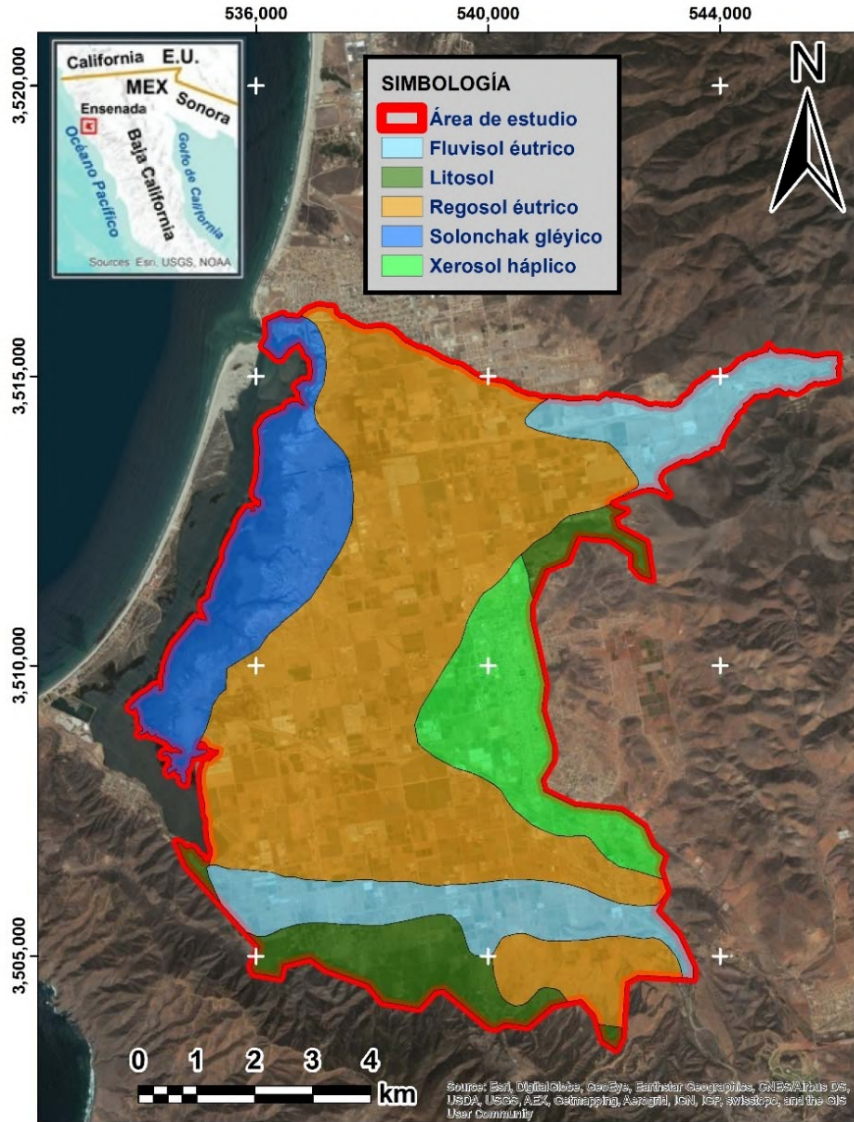 536,000
540,000
544,000
3,520,000
3,515,000
3,510,000
3,505,000
California E.U.
MEX
Sonora
Ensenada
Océano Pacífico
Baja California
Golfo de California
Sources: Esri, USGS, NOAA
SIMBOLOGÍA
Área de estudio
Fluvisol éutrico
Litosol
Regosol éutrico
Solonchak gléyico
Xerosol háplico
N
0 1 2 3 4
km
Source: Esri, DigitalGlobe, GeoEye, Earthstar Geographics, CNES/Airbus DS,
USDA, USGS, AEX, Getmapping, Aerogrid, IGN, IGP, swisstopo, and the GIS
User Community